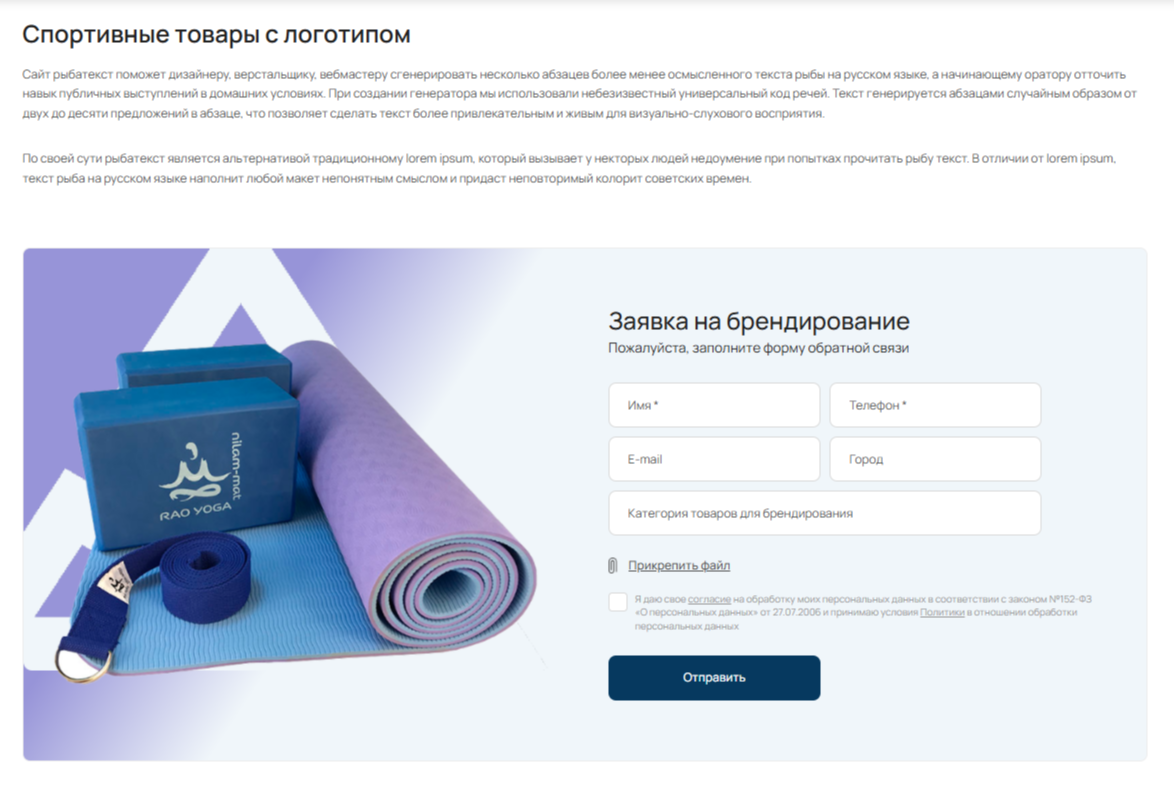 Спортивные товары с логотипом
Сайт рыбатекст поможет дизайнеру, верстальщику, вебмастеру сгенерировать несколько абзацев более менее осмысленного текста рыбы на русском языке, а начинающему оратору отточить
навык публичных выступлений в домашних условиях. При создании генератора мы использовали небезизвестный универсальный код речей. Текст генерируется абзацами случайным образом от
двух до десяти предложений в абзаце, что позволяет сделать текст более привлекательным и живым для визуально-слухового восприятия.
По своей сути рыбатекст является альтернативой традиционному lorem ipsum, который вызывает у некторых людей недоумение при попытках прочитать рыбу текст. В отличии от lorem ipsum,
текст рыба на русском языке наполнит любой макет непонятным смыслом и придаст неповторимый колорит советских времен.
nilam-mat
RAO YOGA
Заявка на брендирование
Пожалуйста, заполните форму обратной связи
Имя *
Телефон *
E-mail
Город
Категория товаров для брендирования
Прикрепить файл
Я даю свое согласие на обработку моих персональных данных в соответствии с законом №152-ФЗ
«О персональных данных» от 27.07.2006 и принимаю условия Политики в отношении обработки
персональных данных
Отправить